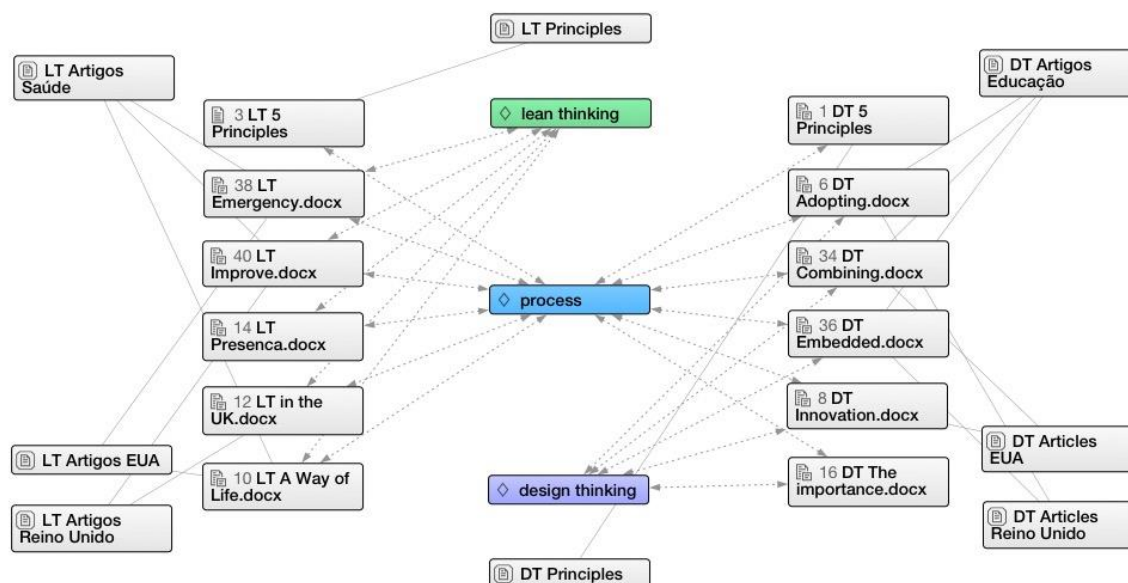 LT Principles
LT Artigos
Saúde
DT Artigos
Educação
3 LT 5
Principles
lean thinking
1 DT 5
Principles
38 LT
Emergency.docx
6 DT
Adopting.docx
40 LT
Improve.docx
34 DT
Combining.docx
process
14 LT
Presenca.docx
36 DT
Embedded.docx
12 LT in the
UK.docx
8 DT
Innovation.docx
LT Artigos EUA
DT Articles
EUA
10 LT A Way of
Life.docx
design thinking
16 DT The
importance.docx
LT Artigos
Reino Unido
DT Articles
Reino Unido
DT Principles